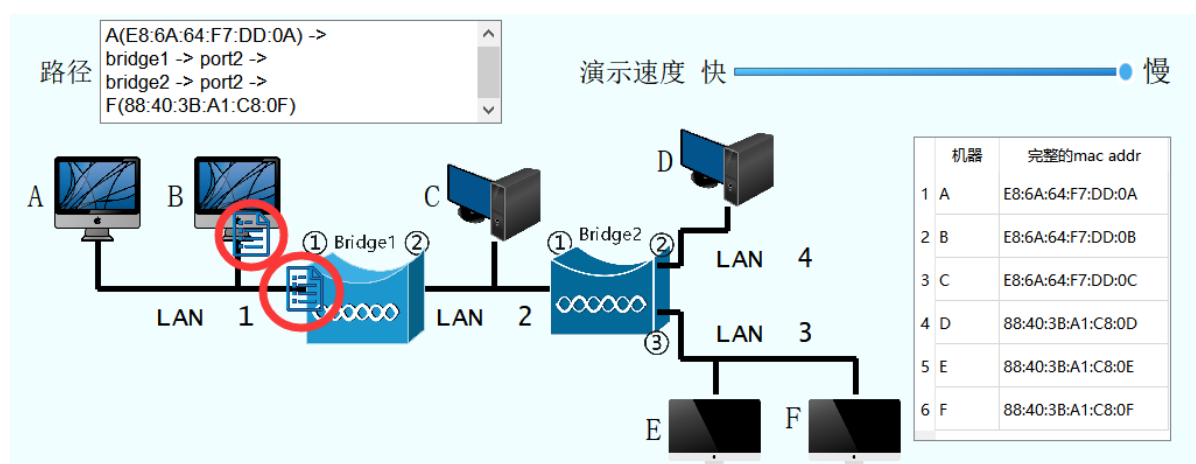 路径
A(E8:6A:64:F7:DD:0A) ->
bridge1 -> port2 ->
bridge2 -> port2 ->
F(88:40:3B:A1:C8:0F)
演示速度 快 慢
A
B
① Bridge1 ②
C
D
① Bridge2 ②
③
LAN 1
LAN 2
LAN 4
LAN 3
E
F
机器 完整的mac addr
1 A E8:6A:64:F7:DD:0A
2 B E8:6A:64:F7:DD:0B
3 C E8:6A:64:F7:DD:0C
4 D 88:40:3B:A1:C8:0D
5 E 88:40:3B:A1:C8:0E
6 F 88:40:3B:A1:C8:0F